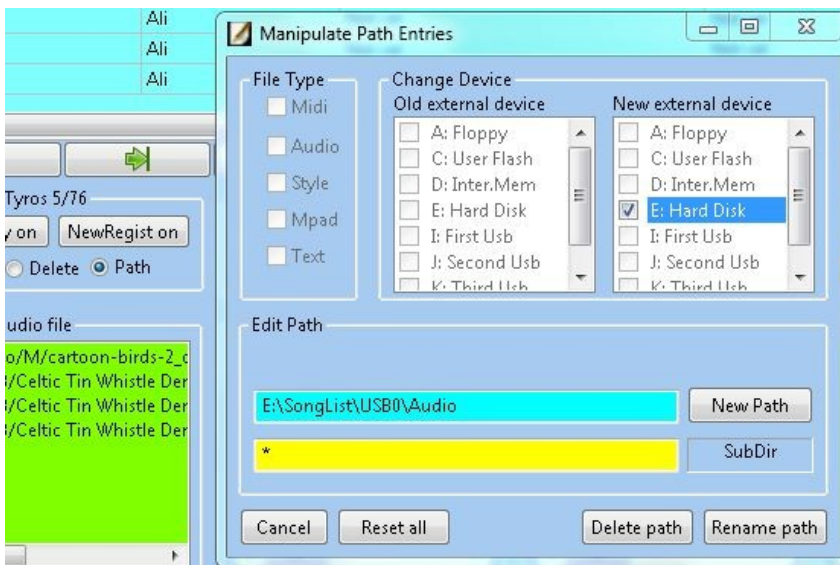 Ali
Ali
Ali
Tyros 5/76
y on
NewRegist on
Delete
Path
udio file
o/M/cartoon-birds-2_c
/Celtic Tin Whistle Der
/Celtic Tin Whistle Der
/Celtic Tin Whistle Der
Manipulate Path Entries
File Type
Midi
Audio
Style
Mpad
Text
Change Device
Old external device
A: Floppy
C: User Flash
D: Inter.Mem
E: Hard Disk
I: First Usb
J: Second Usb
K: Third Usb
New external device
A: Floppy
C: User Flash
D: Inter.Mem
E: Hard Disk
I: First Usb
J: Second Usb
K: Third Usb
Edit Path
E:\SongList\USB0\Audio
New Path
*
SubDir
Cancel
Reset all
Delete path
Rename path